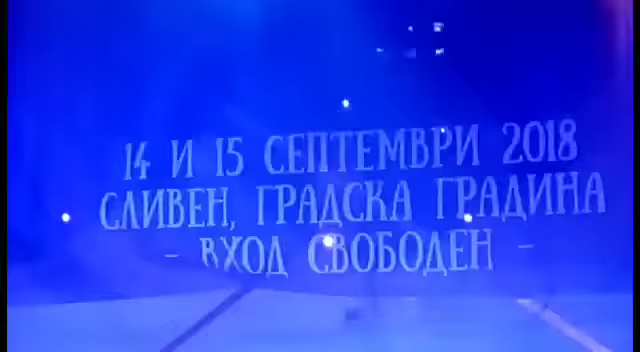 14 И 15 СЕПТЕМВРИ 2018
СЛИВЕН, ГРАДСКА ГРАДИНА
- ВХОД СВОБОДЕН -